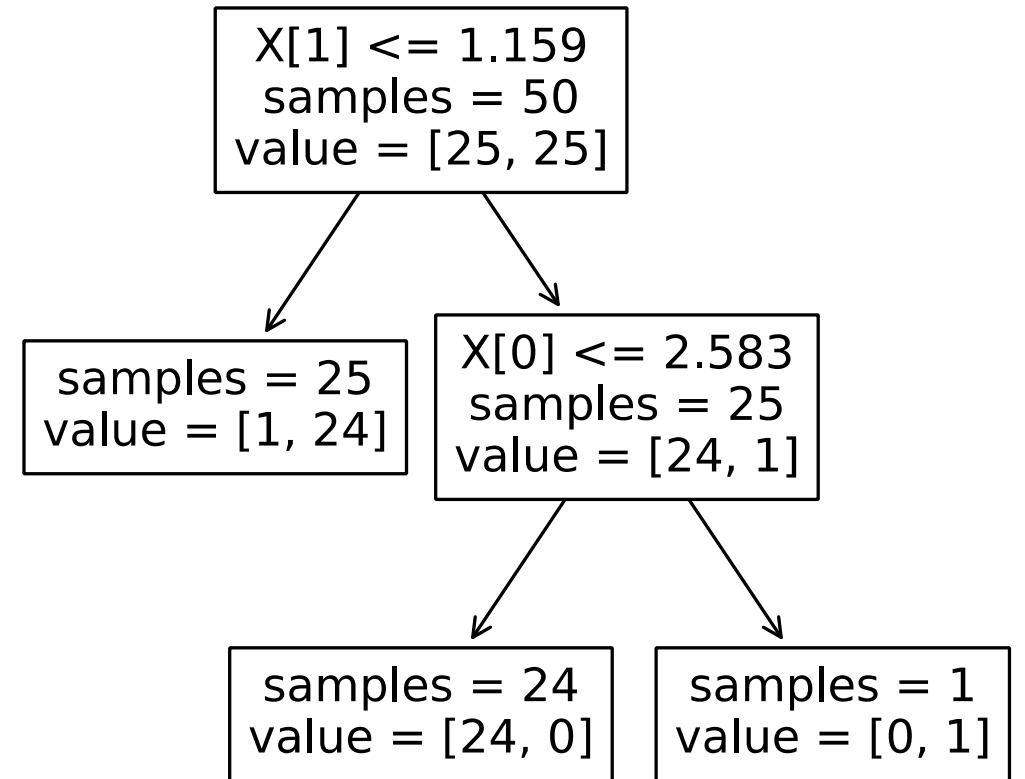 X[1] <= 1.159
samples = 50
value = [25, 25]
samples = 25
value = [1, 24]
X[0] <= 2.583
samples = 25
value = [24, 1]
samples = 24
value = [24, 0]
samples = 1
value = [0, 1]